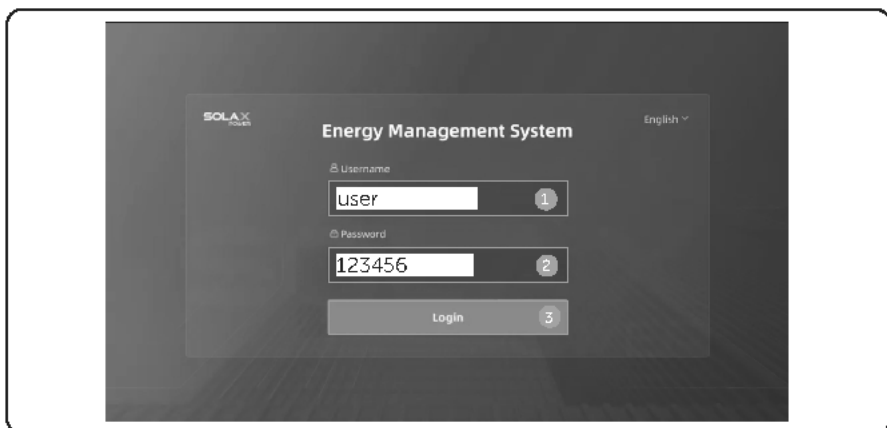 SOLAX
POWER
English
Energy Management System
Username
user
1
Password
123456
2
Login
3